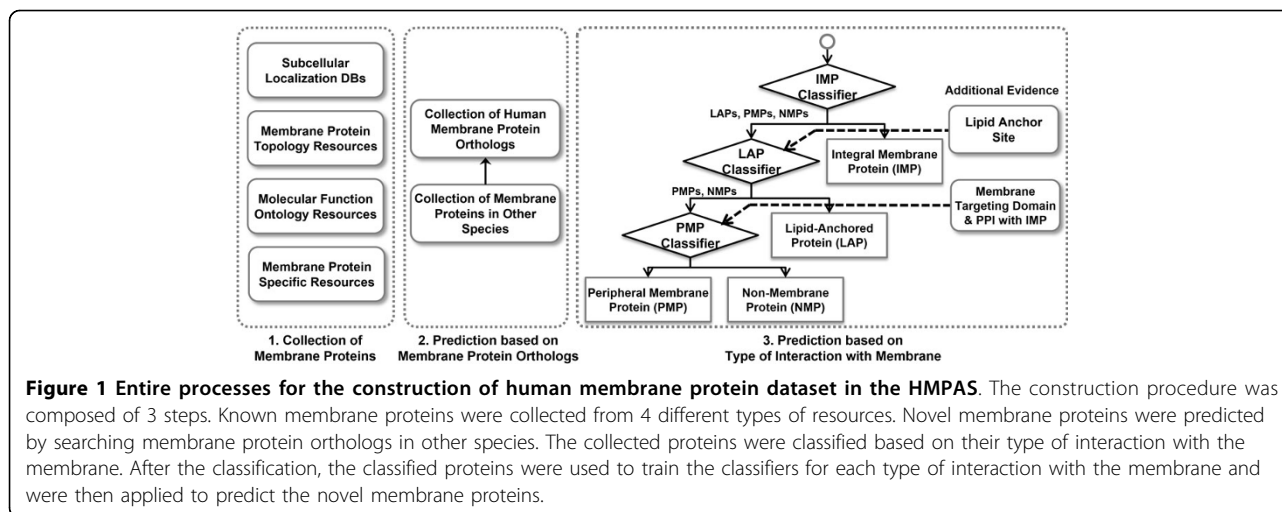 Subcellular
Localization DBs
Membrane Protein
Topology Resources
Molecular Function
Ontology Resources
Membrane Protein
Specific Resources
1. Collection of
Membrane Proteins
Collection of Human
Membrane Protein
Orthologs
Collection of Membrane
Proteins in Other
Species
2. Prediction based on
Membrane Protein Orthologs
IMP
Classifier
LAPs, PMPs, NMPs
Additional Evidence
Lipid Anchor
Site
LAP
Classifier
Integral Membrane
Protein (IMP)
PMPs, NMPs
Membrane
Targeting Domain
& PPI with IMP
PMP
Classifier
Lipid-Anchored
Protein (LAP)
Peripheral Membrane
Protein (PMP)
Non-Membrane
Protein (NMP)
3. Prediction based on
Type of Interaction with Membrane
Figure 1 Entire processes for the construction of human membrane protein dataset in the HMPAS. The construction procedure was
composed of 3 steps. Known membrane proteins were collected from 4 different types of resources. Novel membrane proteins were predicted
by searching membrane protein orthologs in other species. The collected proteins were classified based on their type of interaction with the
membrane. After the classification, the classified proteins were used to train the classifiers for each type of interaction with the membrane and
were then applied to predict the novel membrane proteins.